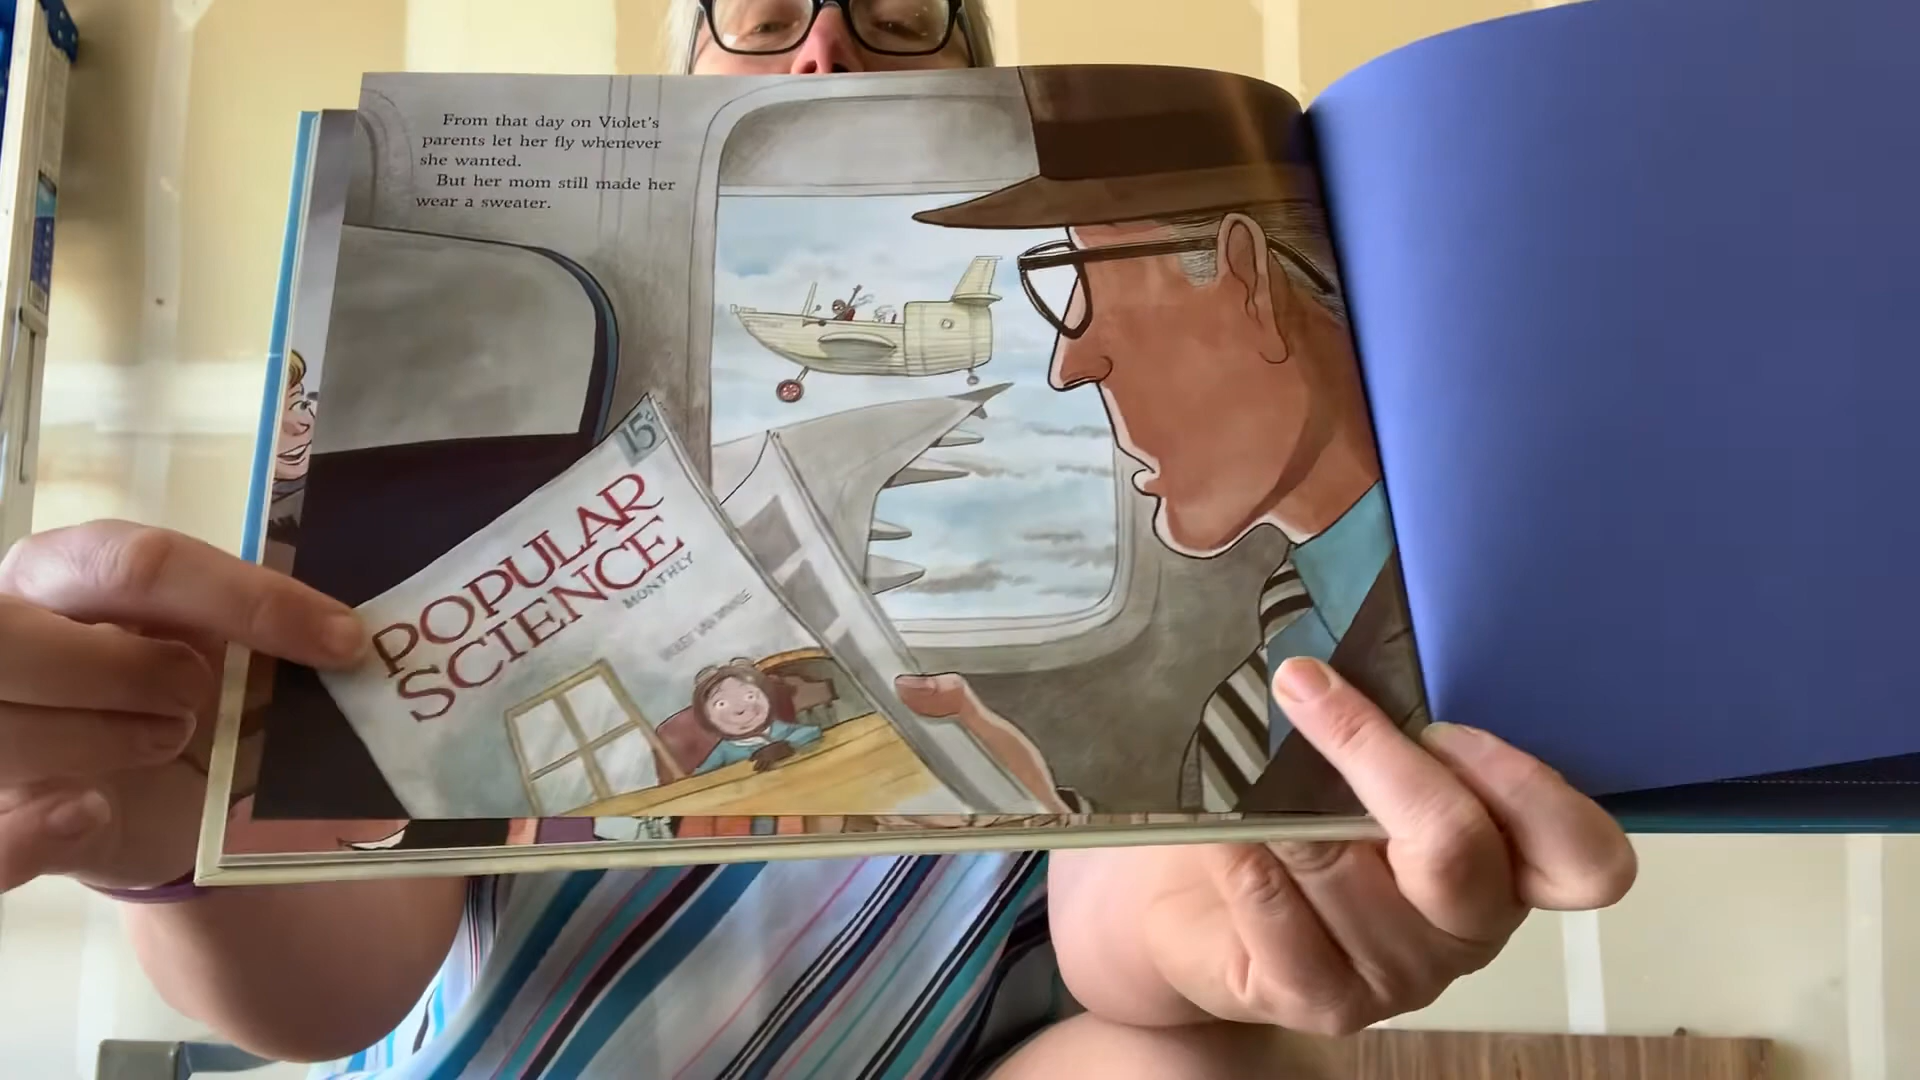 From that day on Violet's
parents let her fly whenever
she wanted.
But her mom still made her
wear a sweater.
15¢
POPULAR
SCIENCE
MONTHLY